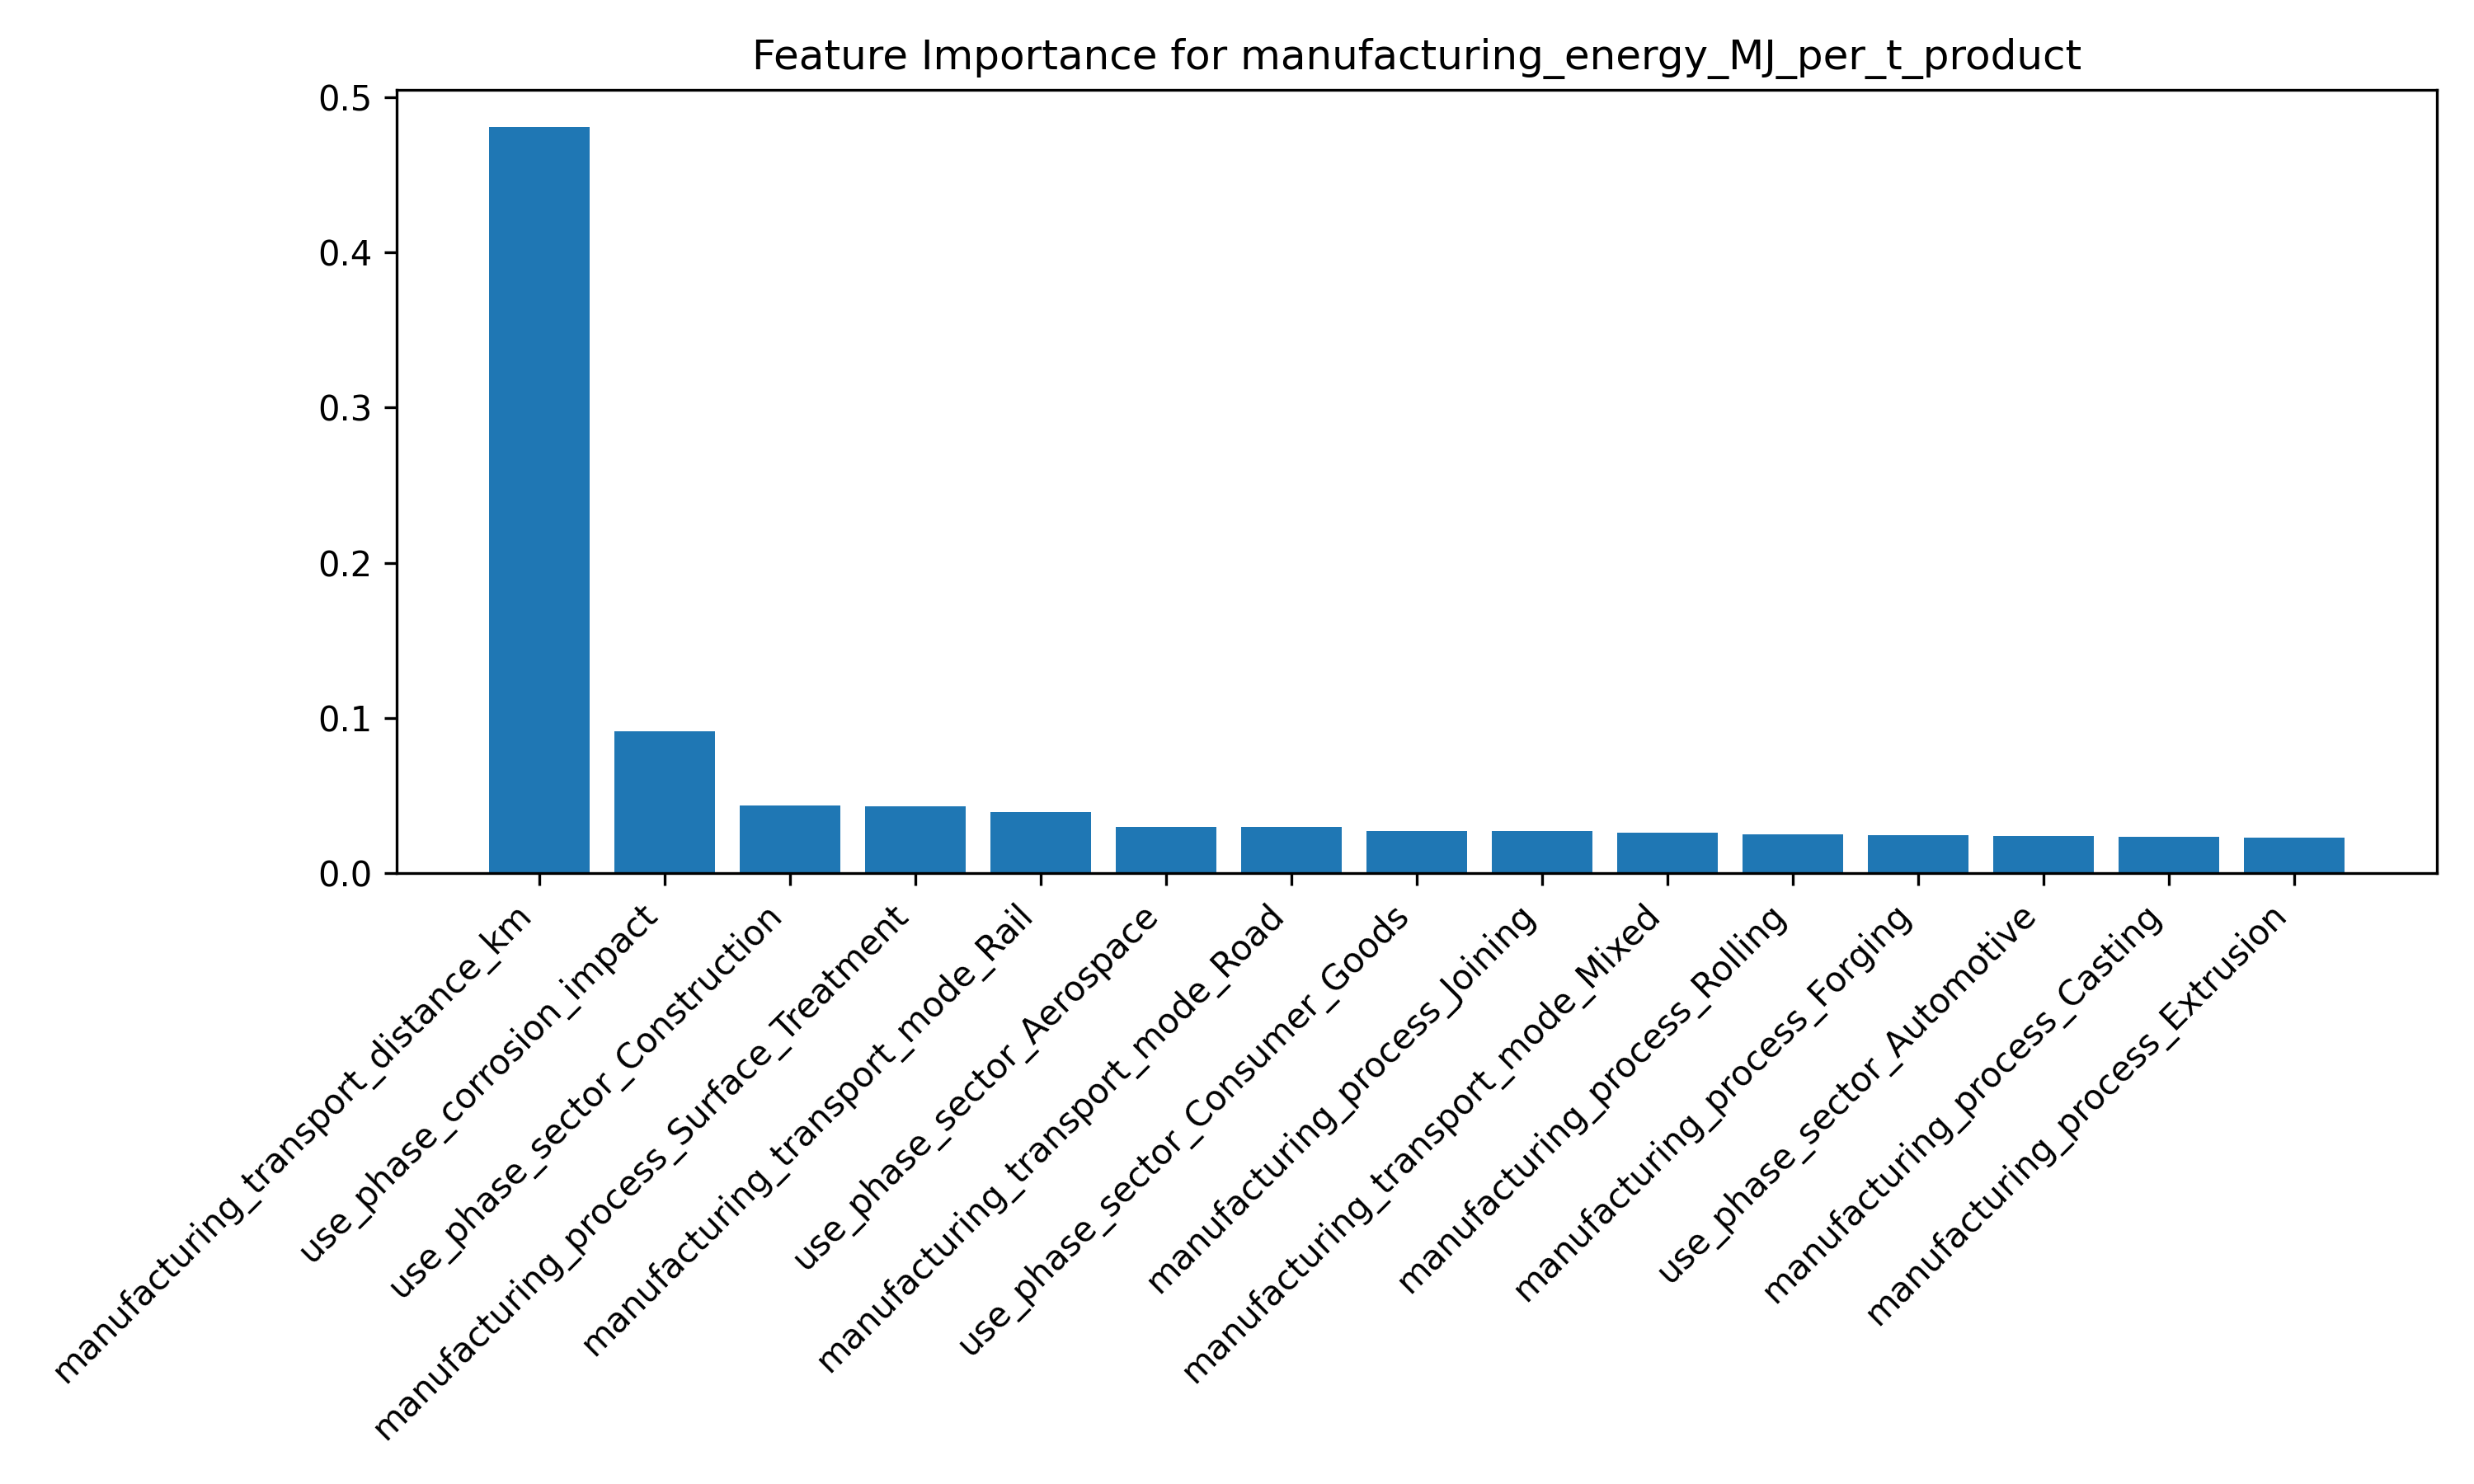 Feature Importance for manufacturing_energy_MJ_per_t_product
0.5
0.4
0.3
0.2
0.1
0.0
manufacturing_transport_distance_km
use_phase_corrosion_impact
use_phase_sector_Construction
manufacturing_process_Surface_Treatment
manufacturing_transport_mode_Rail
use_phase_sector_Aerospace
manufacturing_transport_mode_Road
use_phase_sector_Consumer_Goods
manufacturing_process_Joining
manufacturing_transport_mode_Mixed
manufacturing_process_Rolling
manufacturing_process_Forging
use_phase_sector_Automotive
manufacturing_process_Casting
manufacturing_process_Extrusion